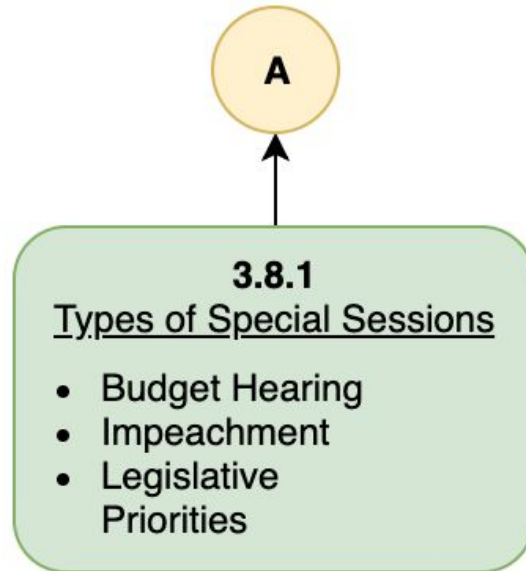 A
3.8.1
Types of Special Sessions
• Budget Hearing
• Impeachment
• Legislative
Priorities